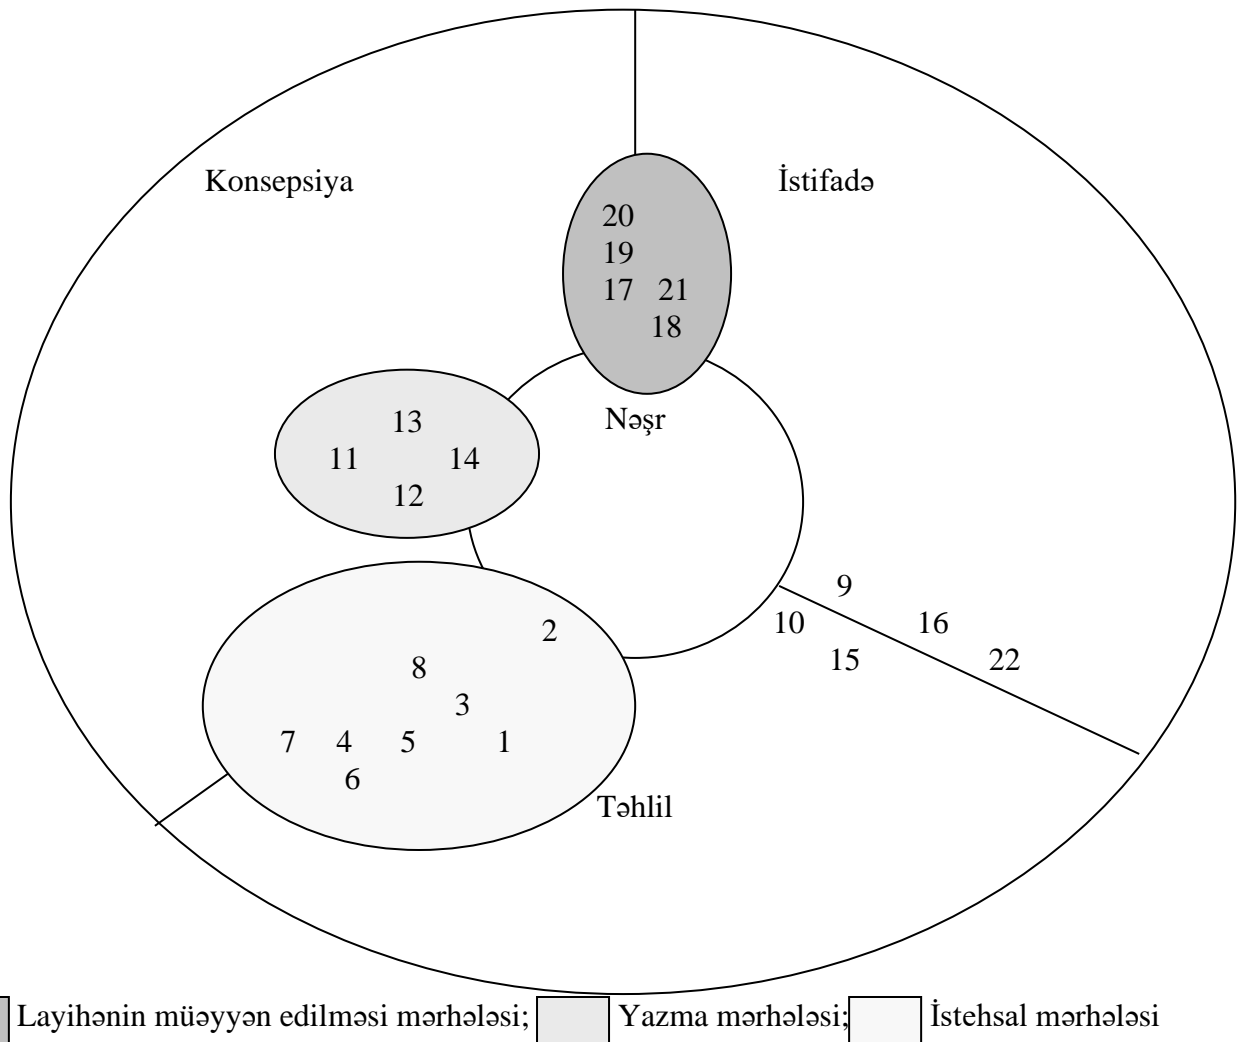 Konsepsiya İstifadə
20
19
17 21
18
Nəşr
13
11 14
12
9
2 10 16
8 15 22
3
7 4 5 1
6
Təhlil
Layihənin müəyyən edilməsi mərhələsi; Yazma mərhələsi; İstehsal mərhələsi